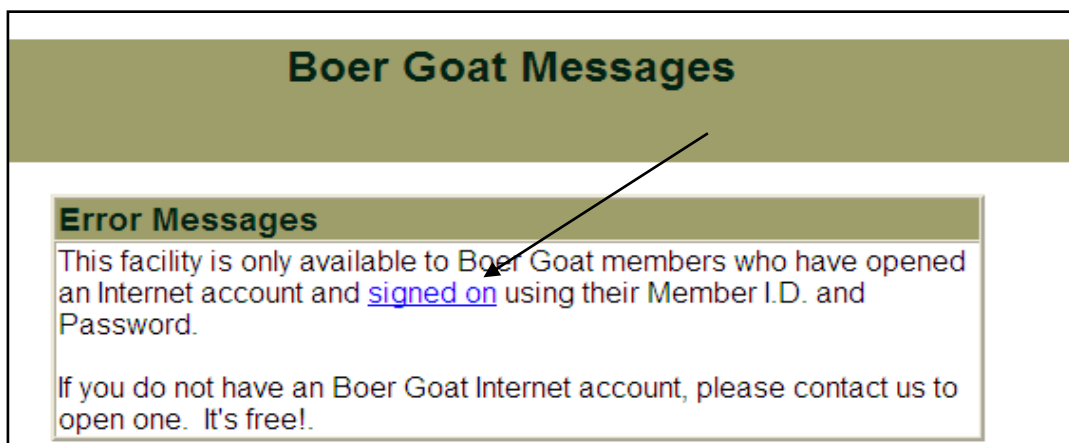 Boer Goat Messages
Error Messages
This facility is only available to Boer Goat members who have opened
an Internet account and signed on using their Member I.D. and
Password.
If you do not have an Boer Goat Internet account, please contact us to
open one.  It's free!.